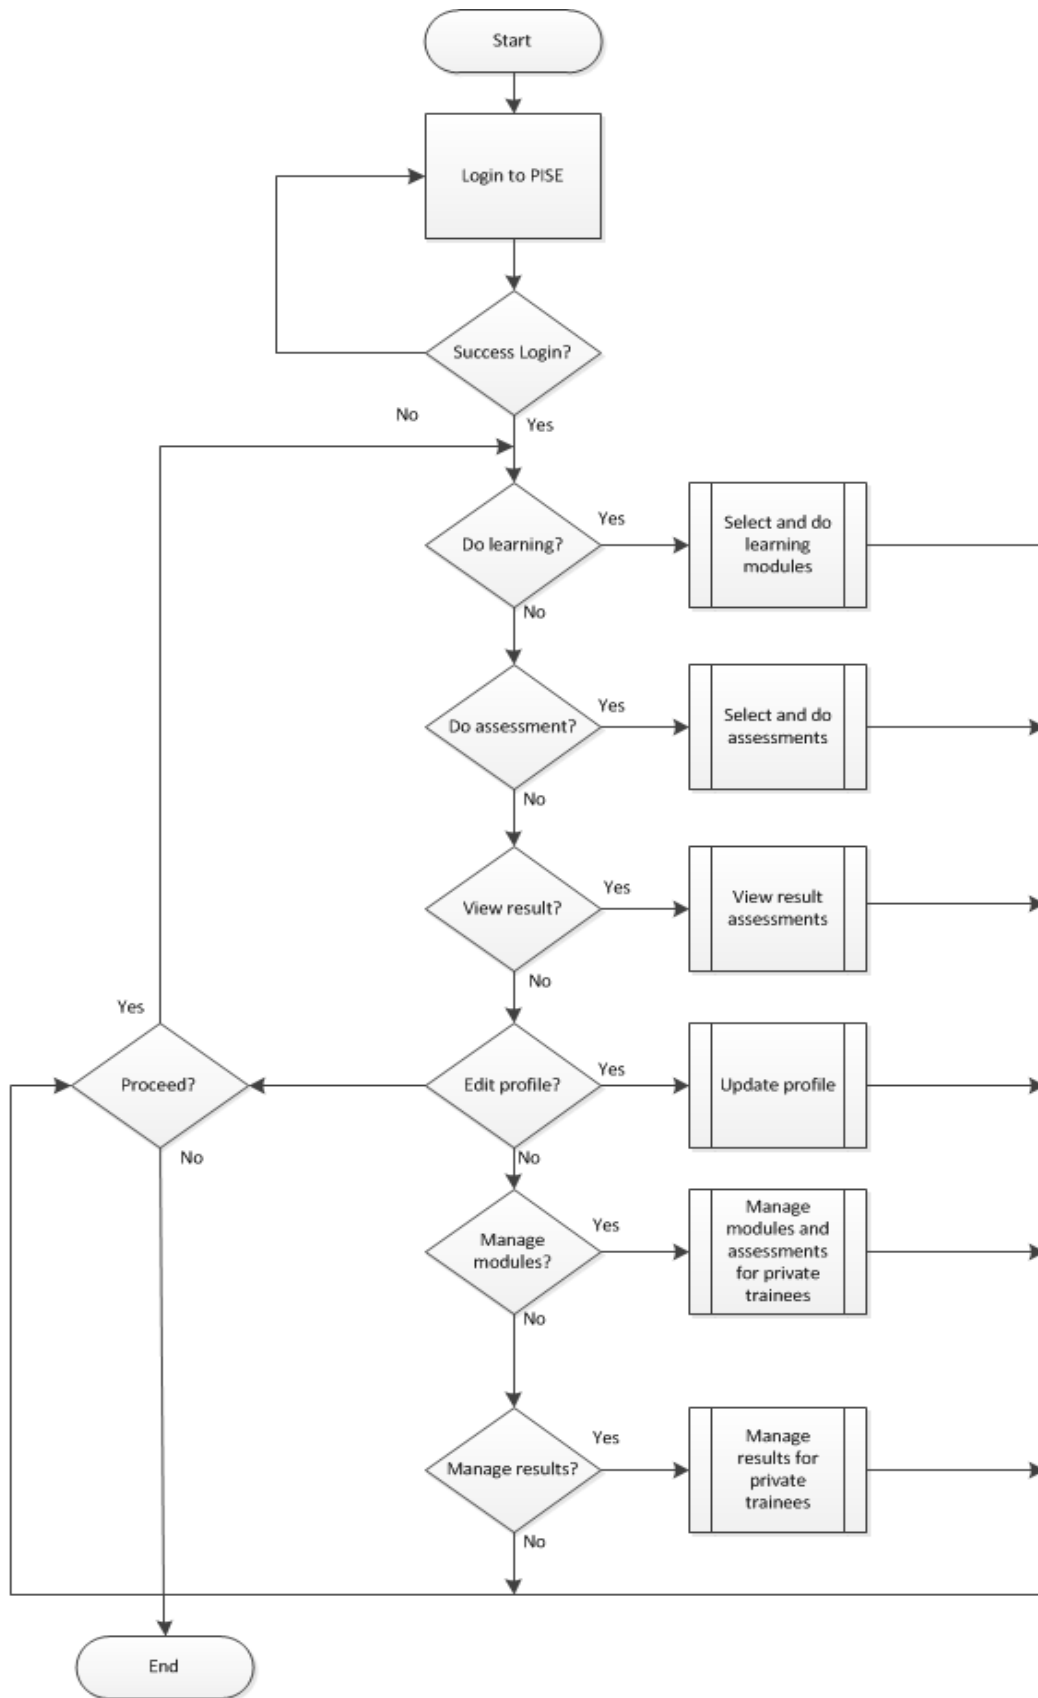 Start
Login to PISE
Success Login?
No
Yes
Do learning?
Yes
Select and do
learning
modules
No
Do assessment?
Yes
Select and do
assessments
No
View result?
Yes
View result
assessments
No
Yes
Proceed?
Edit profile?
Yes
Update profile
No
No
Manage
modules?
Yes
Manage
modules and
assessments
for private
trainees
No
Manage results?
Yes
Manage
results for
private
trainees
No
End